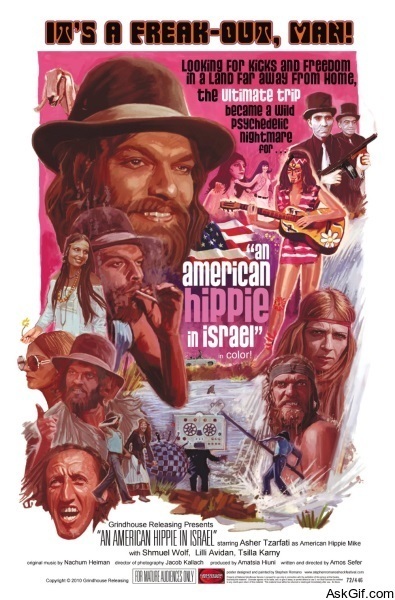 IT'S A FREAK-OUT, MAN!
LOOKING FOR KICKS AND FREEDOM
IN A LAND FAR AWAY FROM HOME,
THE ULTIMATE TRIP
BECAME A WILD
PSYCHEDELIC
NIGHTMARE
FOR...
"an
american
hippie
in israel"
in color!
Grindhouse Releasing Presents
"AN AMERICAN HIPPIE IN ISRAEL" starring Asher Tzarfati as American Hippie Mike
with Shmuel Wolf, Lilli Avidan, Tsilla Karny
original music by Nachum Heiman director of photography Jacob Kallach produced by Amatsia Hiuni written and directed by Amos Sefer
Copyright © 2010 Grindhouse Releasing
FOR MATURE AUDIENCES ONLY
AskGif.com